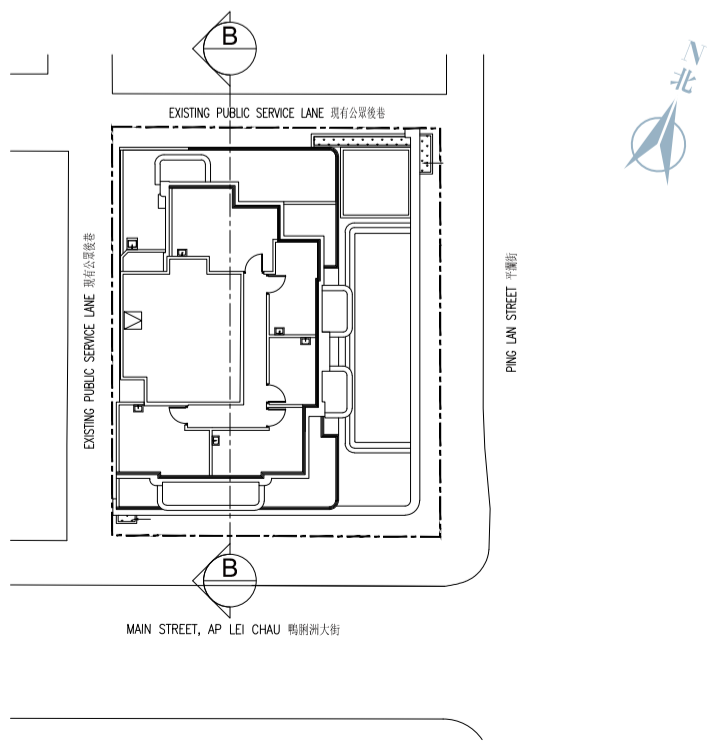 B
N
北
EXISTING PUBLIC SERVICE LANE 現有公眾後巷
EXISTING PUBLIC SERVICE LANE 現有公眾後巷
PING LAN STREET 平瀾街
B
MAIN STREET, AP LEI CHAU 鴨脷洲大街